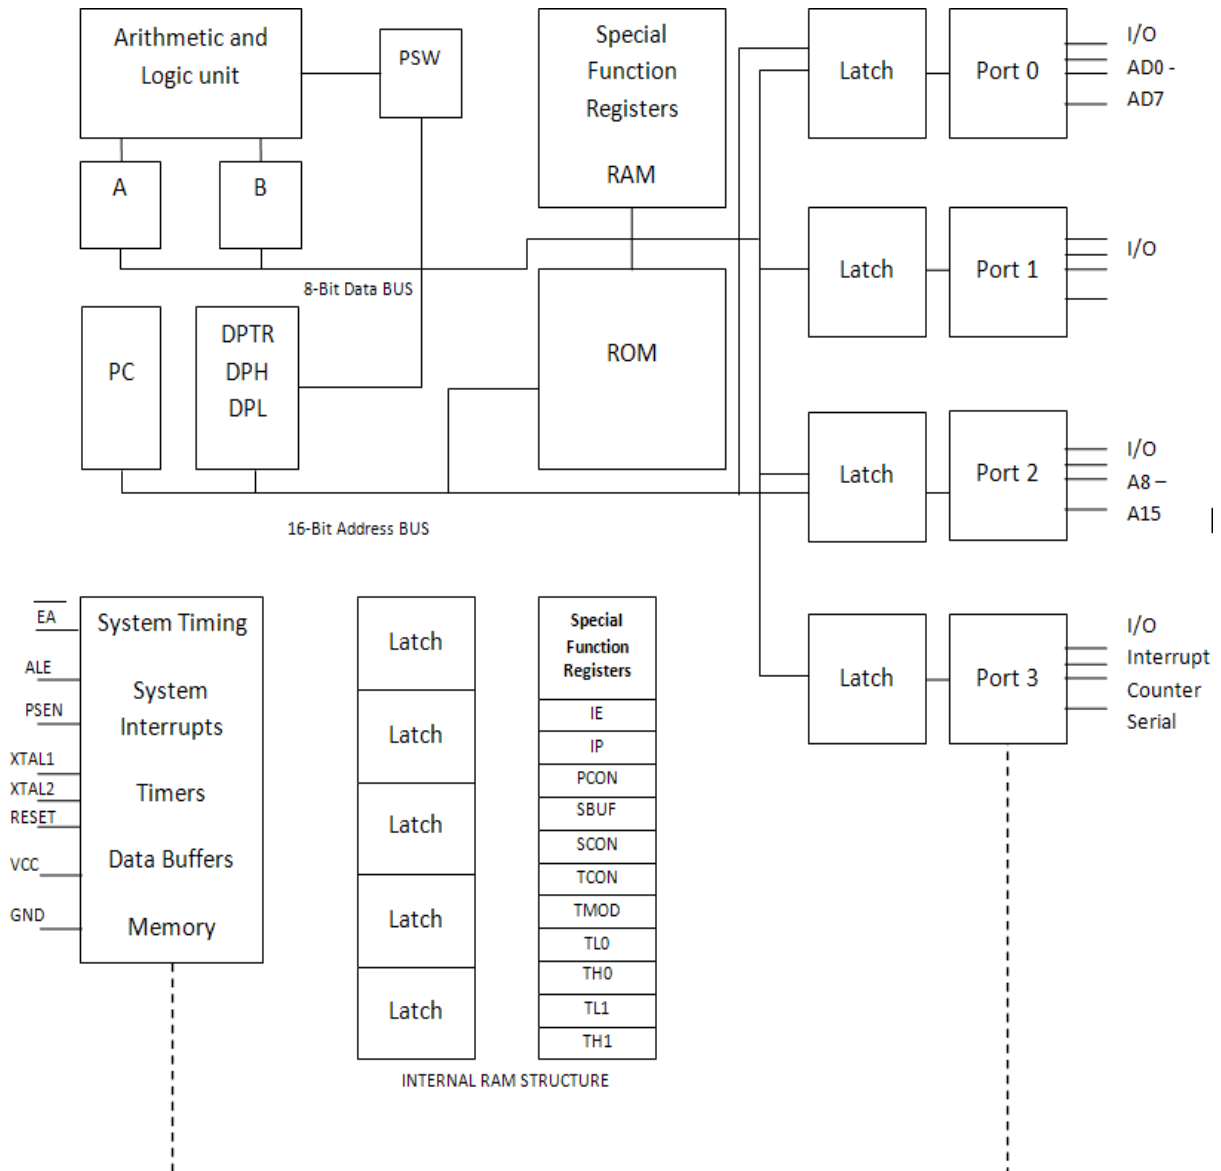 Arithmetic and
Logic unit
PSW
A
B
Special
Function
Registers
RAM
Latch
Port 0
I/O
AD0 -
AD7
Latch
Port 1
I/O
8-Bit Data BUS
PC
DPTR
DPH
DPL
ROM
Latch
Port 2
I/O
A8 –
A15
16-Bit Address BUS
Latch
Port 3
I/O
Interrupt
Counter
Serial
EA
ALE
PSEN
XTAL1
XTAL2
RESET
VCC
GND
System Timing
System
Interrupts
Timers
Data Buffers
Memory
Latch
Latch
Latch
Latch
Latch
Special
Function
Registers
IE
IP
PCON
SBUF
SCON
TCON
TMOD
TL0
TH0
TL1
TH1
INTERNAL RAM STRUCTURE